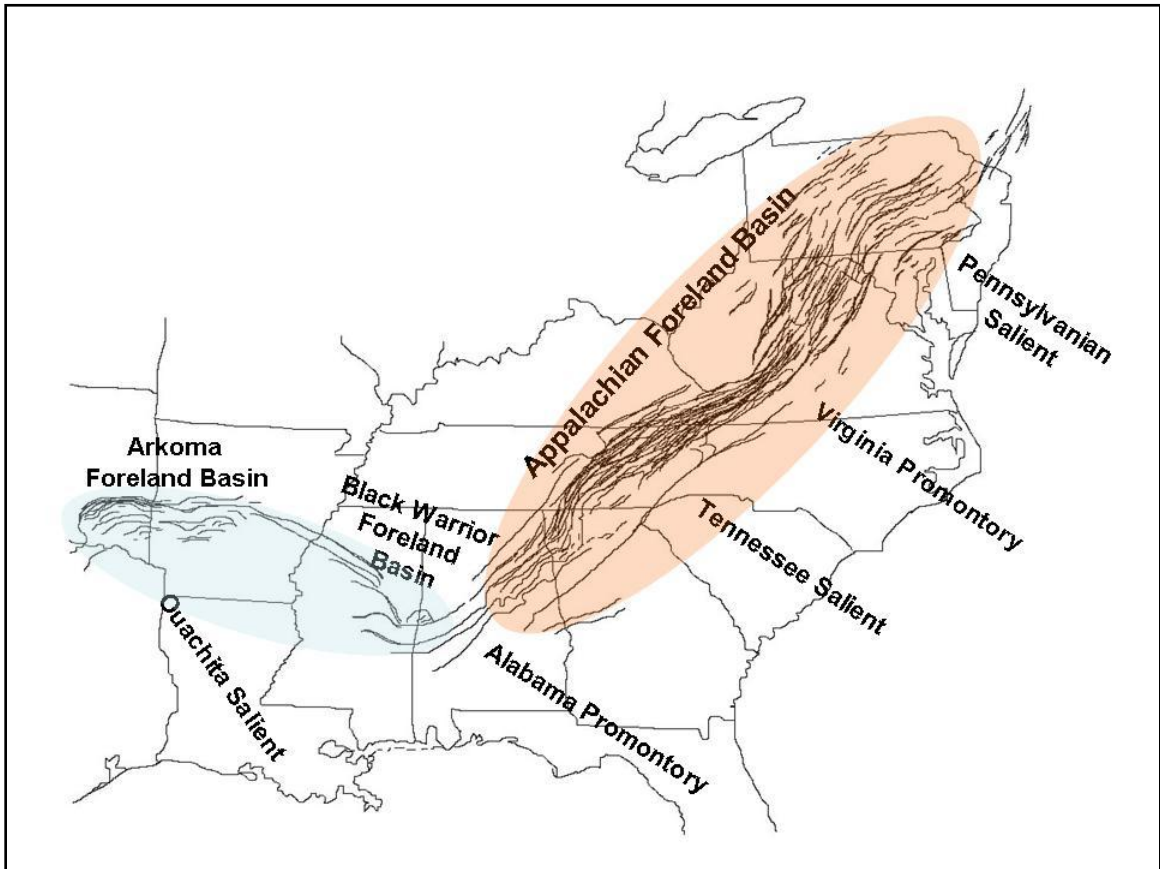 Arkoma
Foreland Basin
Black Warrior
Foreland
Basin
Appalachian Foreland Basin
Pennsylvanian
Salient
Virginia Promontory
Tennessee Salient
Alabama Promontory
Ouachita Salient